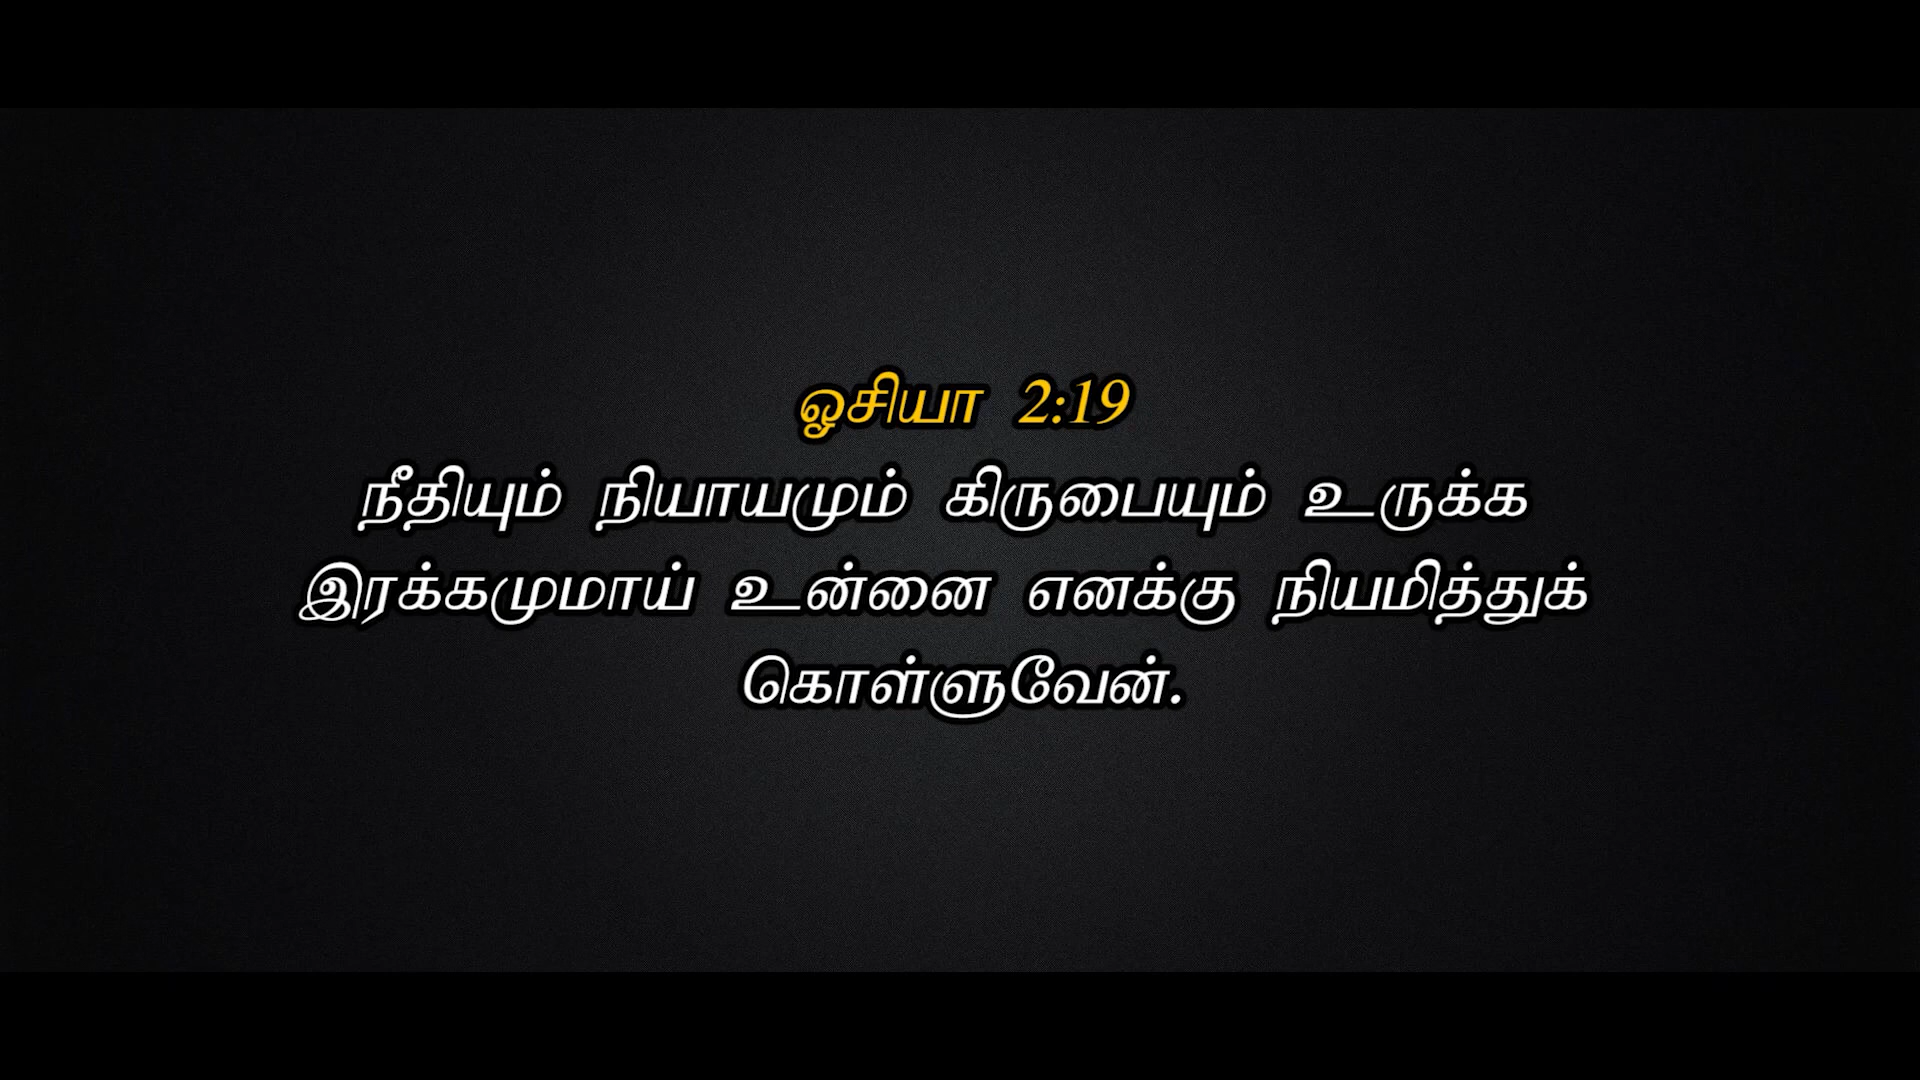 ஓசியா 2:19
நீதியும் நியாயமும் கிருபையும் உருக்க
இரக்கமுமாய் உன்னை எனக்கு நியமித்துக்
கொள்ளுவேன்.